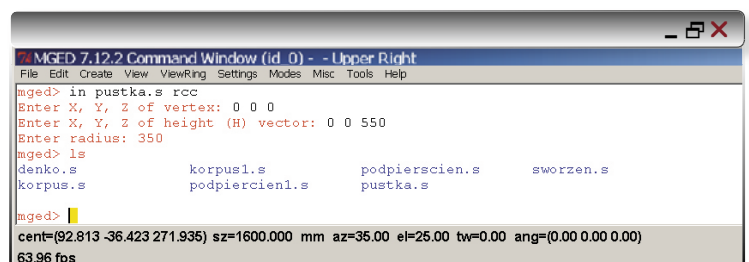 MGED 7.12.2 Command Window (id_0) - - Upper Right
File Edit Create View ViewRing Settings Modes Misc Tools Help
mged> in pustka.s rcc
Enter X, Y, Z of vertex: 0 0 0
Enter X, Y, Z of height (H) vector: 0 0 550
Enter radius: 350
mged> ls
denko.s korpus1.s podpierscien.s sworzen.s
korpus.s podpiercien1.s pustka.s
mged>
cent=(92.813 -36.423 271.935) sz=1600.000 mm az=35.00 el=25.00 tw=0.00 ang=(0.00 0.00 0.00)
63.96 fps